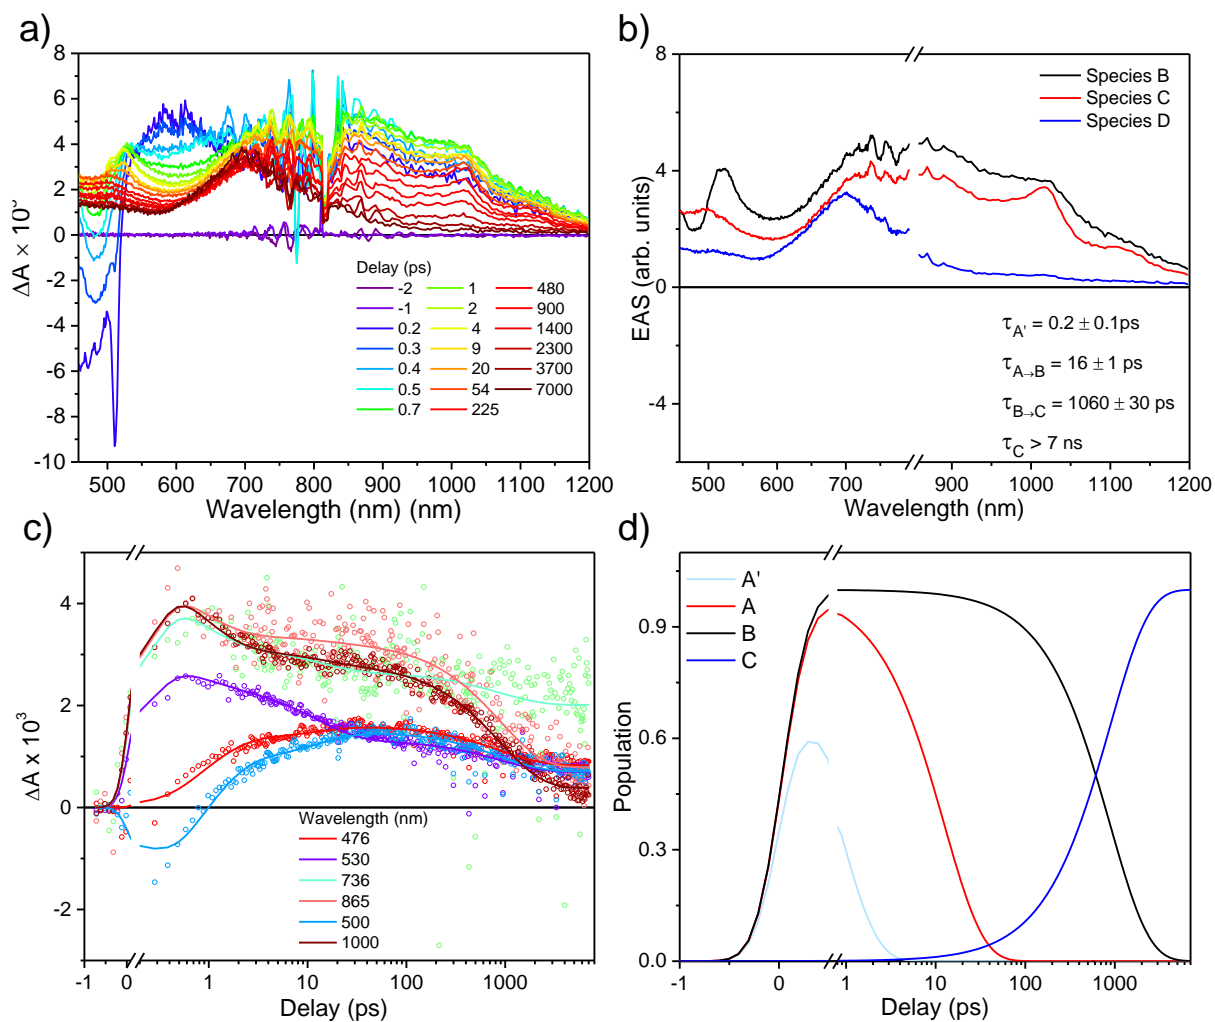 a)
8
6
4
2
0
-2
-4
-6
-8
-10
ΔA × 10³
500 600 700 800 900 1000 1100 1200
Wavelength (nm) (nm)
Delay (ps)
-2 1 480
-1 2 900
0.2 4 1400
0.3 9 2300
0.4 20 3700
0.5 54 7000
0.7 225
b)
8
4
0
-4
EAS (arb. units)
500 600 700 900 1000 1100 1200
Wavelength (nm)
Species B
Species C
Species D
τA' = 0.2 ± 0.1ps
τA→B = 16 ± 1 ps
τB→C = 1060 ± 30 ps
τC > 7 ns
c)
4
2
0
-2
ΔA x 10³
-1 0 1 10 100 1000
Delay (ps)
Wavelength (nm)
476
530
736
865
500
1000
d)
0.9
0.6
0.3
0.0
Population
-1 0 1 10 100 1000
Delay (ps)
A'
A
B
C